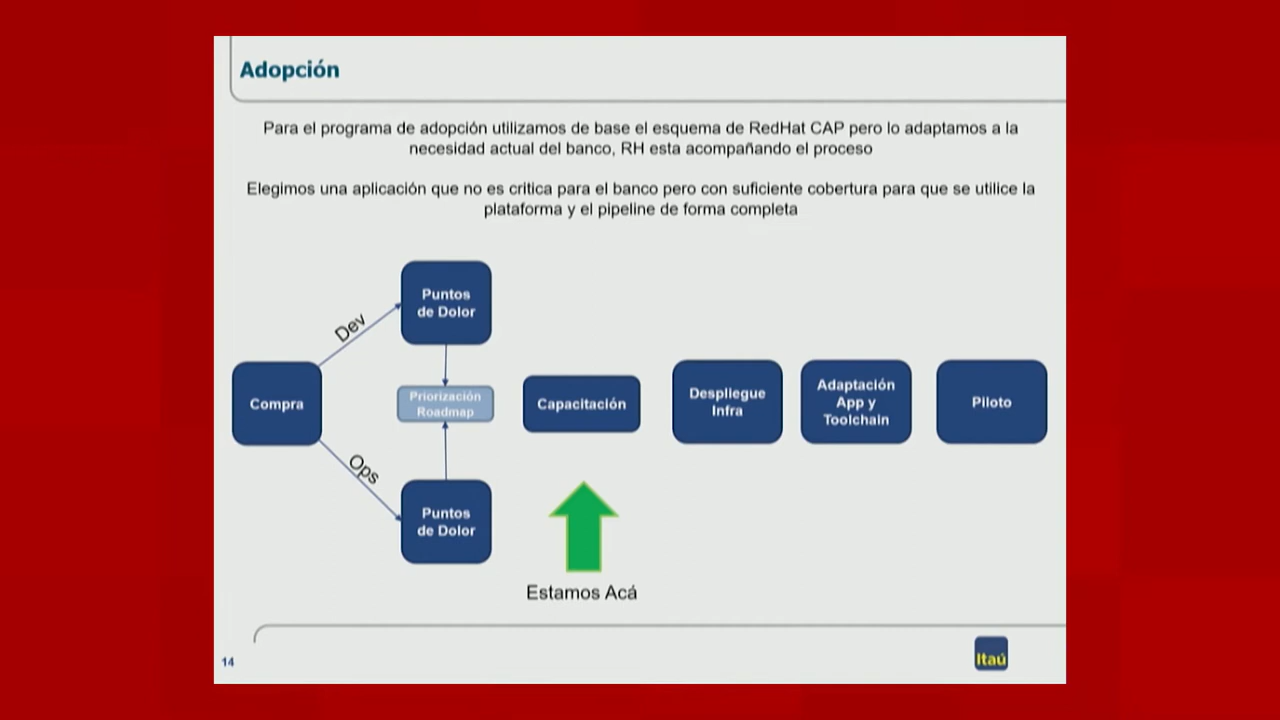 Adopción
Para el programa de adopción utilizamos de base el esquema de RedHat CAP pero lo adaptamos a la
necesidad actual del banco, RH esta acompañando el proceso
Elegimos una aplicación que no es critica para el banco pero con suficiente cobertura para que se utilice la
plataforma y el pipeline de forma completa
Puntos
de Dolor
Dev
Compra
Priorización
Roadmap
Capacitación
Despliegue
Infra
Adaptación
App y
Toolchain
Piloto
Ops
Puntos
de Dolor
Estamos Acá
14
Itaú